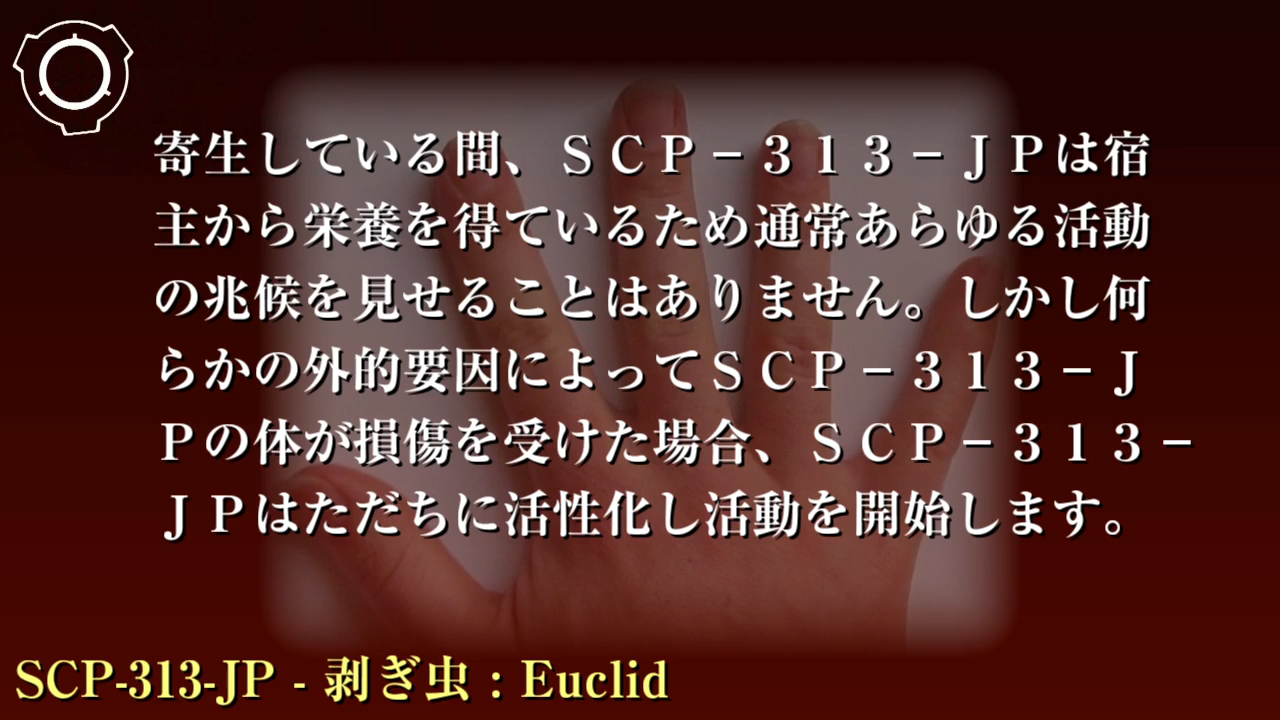 寄生している間、ＳＣＰ－３１３－ＪＰは宿
主から栄養を得ているため通常あらゆる活動
の兆候を見せることはありません。しかし何
らかの外的要因によってＳＣＰ－３１３－Ｊ
Ｐの体が損傷を受けた場合、ＳＣＰ－３１３－
ＪＰはただちに活性化し活動を開始します。
SCP-313-JP - 剥ぎ虫 : Euclid